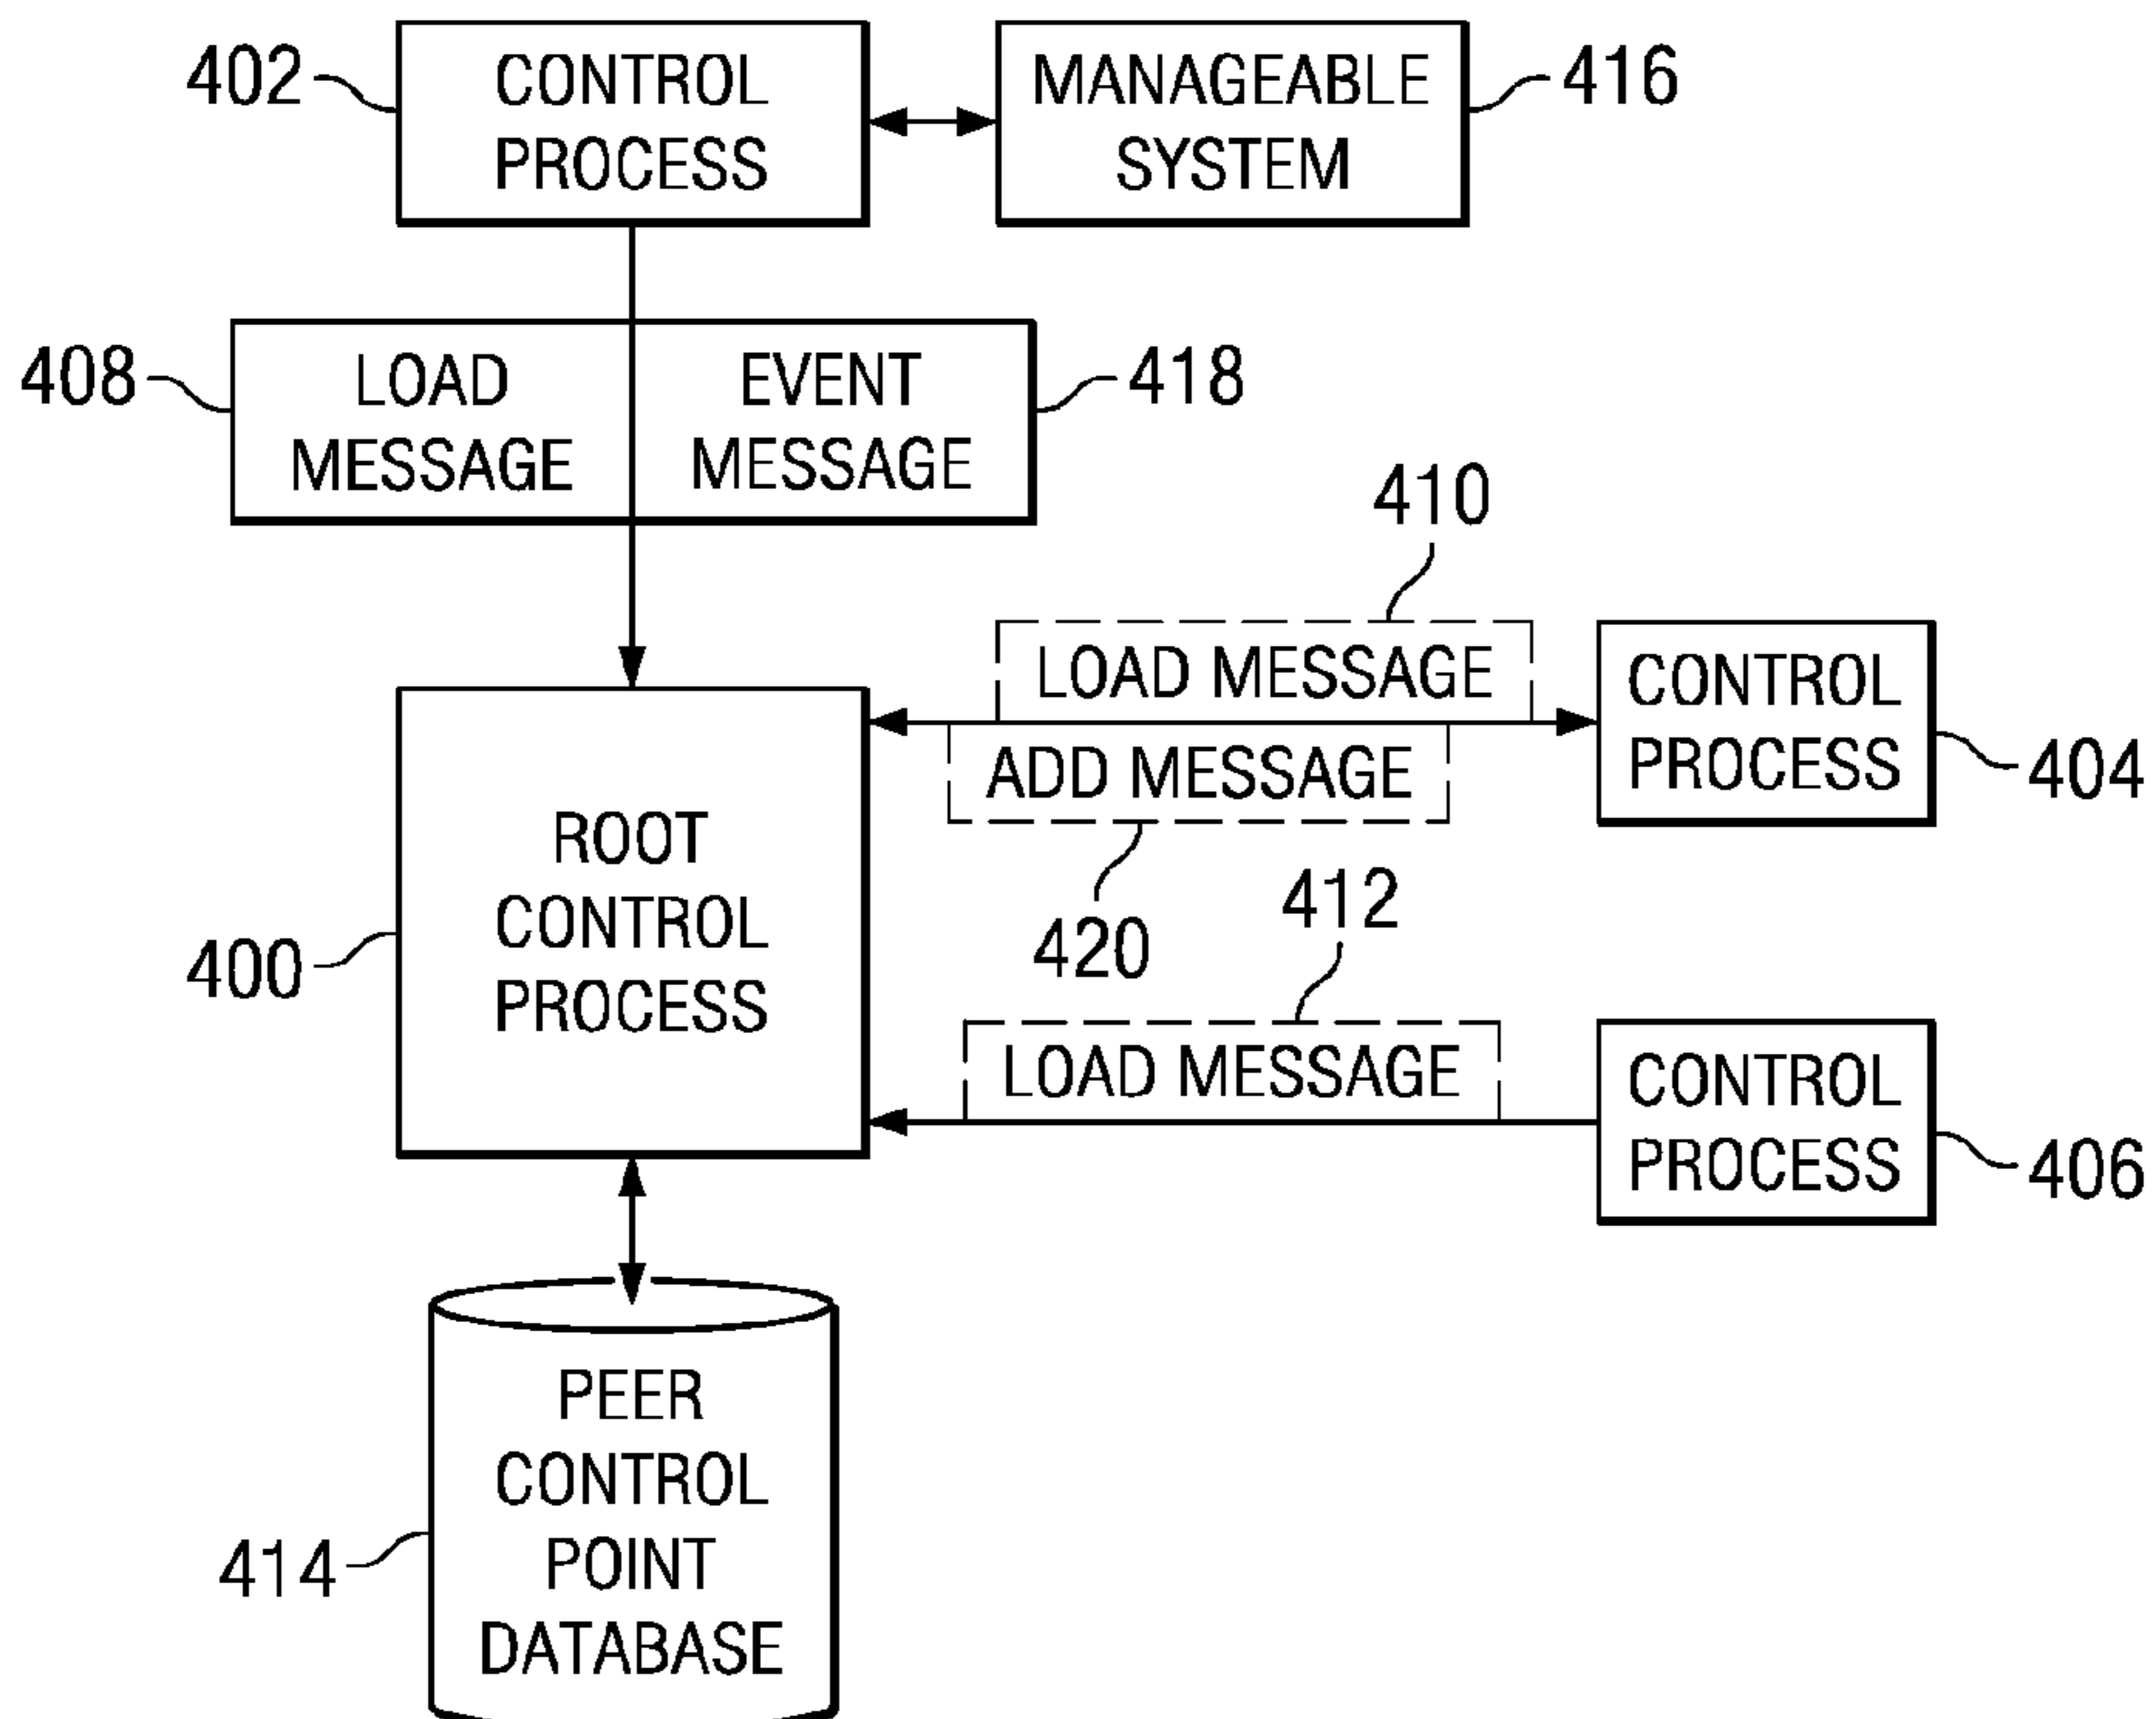 402
CONTROL
PROCESS
MANAGEABLE
SYSTEM
416
408
LOAD
MESSAGE
EVENT
MESSAGE
418
410
LOAD MESSAGE
ADD MESSAGE
420
CONTROL
PROCESS
404
400
ROOT
CONTROL
PROCESS
412
LOAD MESSAGE
CONTROL
PROCESS
406
414
PEER
CONTROL
POINT
DATABASE